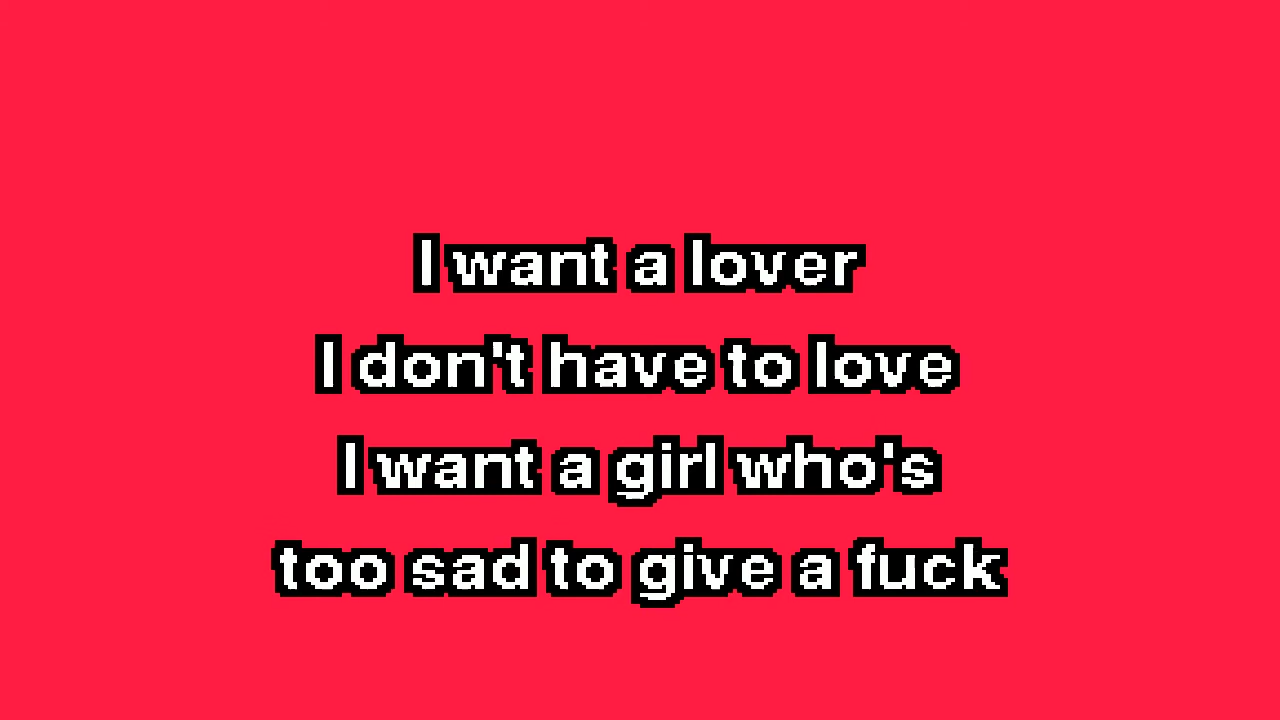 I want a lover
I don't have to love
I want a girl who's
too sad to give a fuck